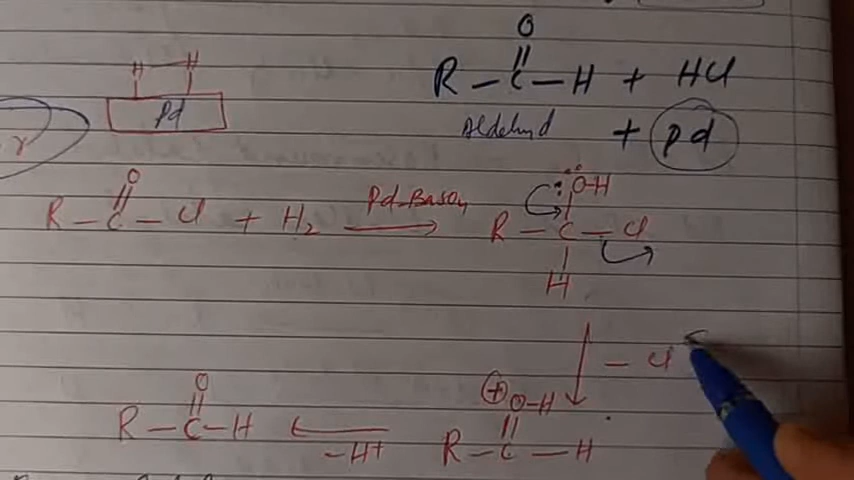 O
R - C - H + HCl
H H
Pd
Aldehyd + Pd
O
R - C - Cl + H₂ Pd-BaSO₄ R - C - Cl
O-H
H
- Cl
O
R - C - H - H+ R - C - H
⊕ O-H